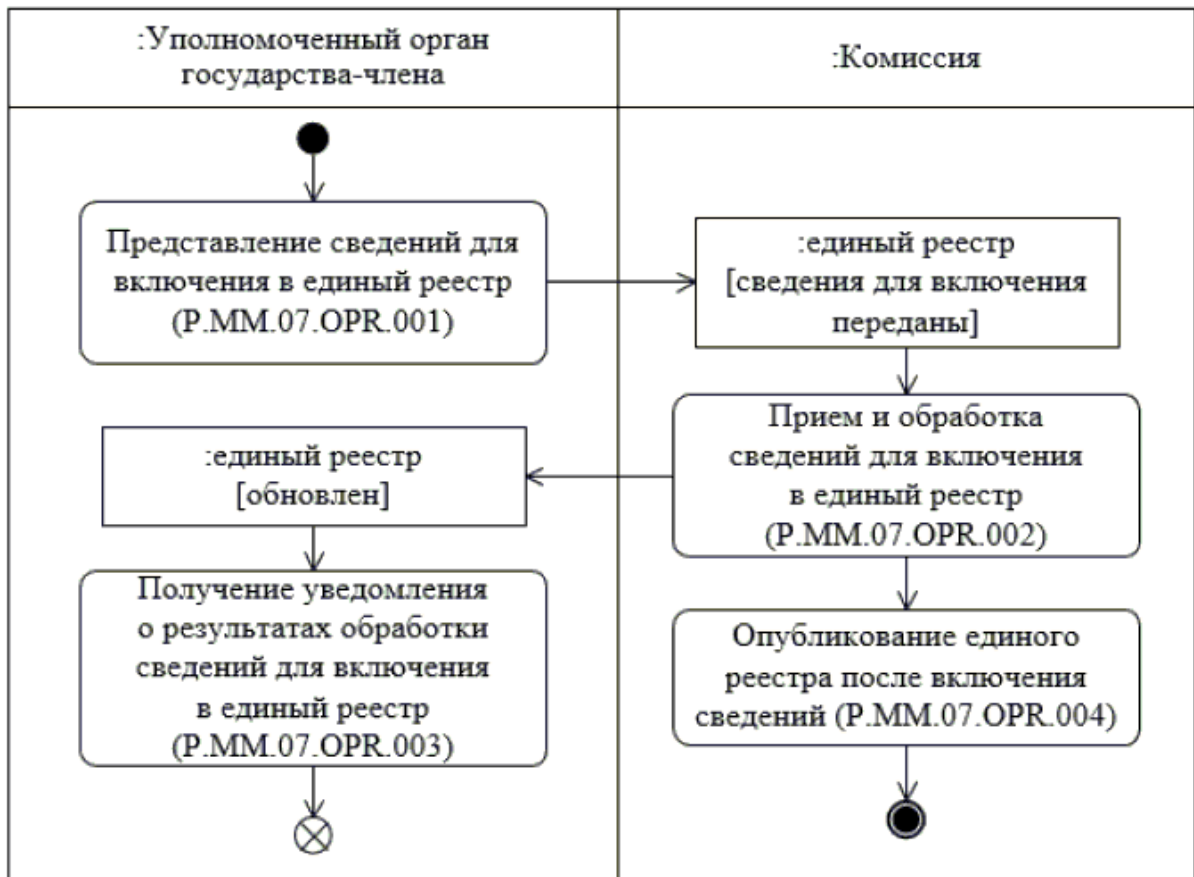 :Уполномоченный орган
государства-члена
:Комиссия
Представление сведений для
включения в единый реестр
(P.MM.07.OPR.001)
:единый реестр
[сведения для включения
переданы]
Прием и обработка
сведений для включения
в единый реестр
(P.MM.07.OPR.002)
:единый реестр
[обновлен]
Получение уведомления
о результатах обработки
сведений для включения
в единый реестр
(P.MM.07.OPR.003)
Опубликование единого
реестра после включения
сведений (P.MM.07.OPR.004)